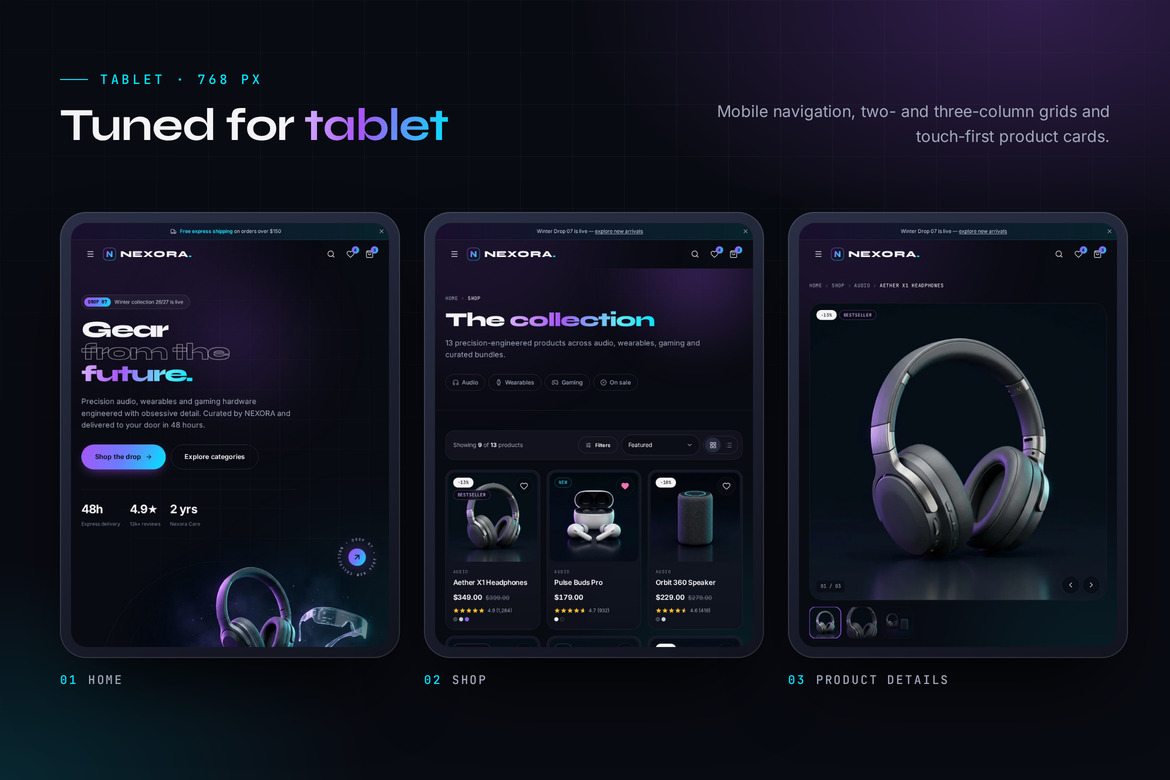 TABLET · 768 PX
Tuned for tablet
Mobile navigation, two- and three-column grids and
touch-first product cards.
Free express shipping on orders over $150
NEXORA.
DROP 07 Winter collection 26/27 is live
Gear
from the
future.
Precision audio, wearables and gaming hardware
engineered with obsessive detail. Curated by NEXORA and
delivered to your door in 48 hours.
Shop the drop → Explore categories
48h 4.9★ 2 yrs
Express delivery 12k+ reviews Nexora Care
01 HOME
Winter Drop 07 is live — explore new arrivals
N NEXORA.
HOME › SHOP
The collection
13 precision-engineered products across audio, wearables, gaming and
curated bundles.
Audio Wearables Gaming On sale
Showing 9 of 13 products Filters Featured
-13% BESTSELLER
AUDIO
Aether X1 Headphones
$349.00 $399.00
4.9 (1,284)
NEW
AUDIO
Pulse Buds Pro
$179.00
4.7 (932)
-18%
AUDIO
Orbit 360 Speaker
$229.00 $279.00
4.6 (418)
02 SHOP
Winter Drop 07 is live — explore new arrivals
N NEXORA.
HOME › SHOP › AUDIO › AETHER X1 HEADPHONES
-13% BESTSELLER
01 / 03
03 PRODUCT DETAILS